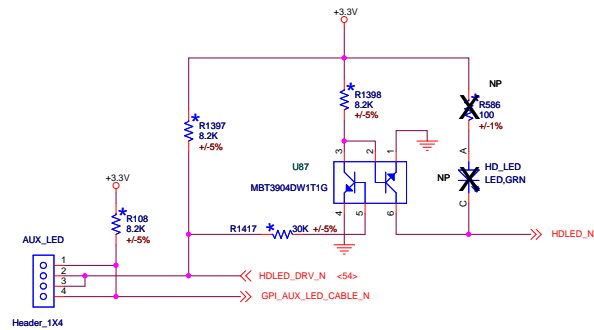 +3.3V
NP
R1398
8.2K
+/-5%
R586
100
+/-1%
R1397
8.2K
+/-5%
3
2
1
A
U87
MBT3904DW1T1G
HD_LED
LED,GRN
NP
+3.3V
4
5
6
C
R108
8.2K
+/-5%
R1417
30K +/-5%
HDLED_N
AUX_LED
1
2
3
4
HDLED_DRV_N <54>
GPI_AUX_LED_CABLE_N
Header_1X4